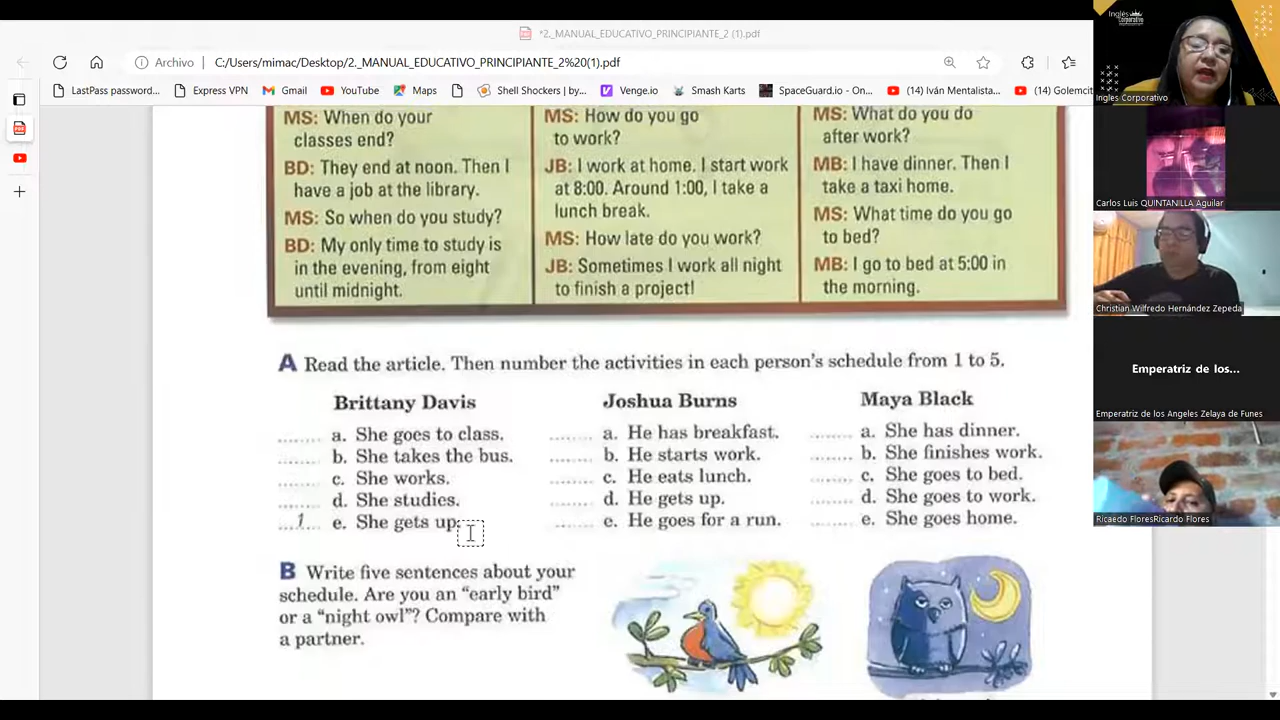 *2._MANUAL_EDUCATIVO_PRINCIPIANTE_2 (1).pdf
Archivo
C:/Users/mimac/Desktop/2._MANUAL_EDUCATIVO_PRINCIPIANTE_2%20(1).pdf
LastPass password...
Express VPN
Gmail
YouTube
Maps
Shell Shockers | by...
Venge.io
Smash Karts
SpaceGuard.io - On...
(14) Iván Mentalista...
(14) Golemcit
MS: When do your
classes end?
BD: They end at noon. Then I
have a job at the library.
MS: So when do you study?
BD: My only time to study is
in the evening, from eight
until midnight.
MS: How do you go
to work?
JB: I work at home. I start work
at 8:00. Around 1:00, I take a
lunch break.
MS: How late do you work?
JB: Sometimes I work all night
to finish a project!
MS: What do you do
after work?
MB: I have dinner. Then I
take a taxi home.
MS: What time do you go
to bed?
MB: I go to bed at 5:00 in
the morning.
A Read the article. Then number the activities in each person's schedule from 1 to 5.
Brittany Davis
........ a. She goes to class.
........ b. She takes the bus.
........ c. She works.
........ d. She studies.
...1... e. She gets up.
Joshua Burns
........ a. He has breakfast.
........ b. He starts work.
........ c. He eats lunch.
........ d. He gets up.
........ e. He goes for a run.
Maya Black
........ a. She has dinner.
........ b. She finishes work.
........ c. She goes to bed.
........ d. She goes to work.
........ e. She goes home.
B Write five sentences about your
schedule. Are you an "early bird"
or a "night owl"? Compare with
a partner.
Inglés
Corporativo
Ingles Corporativo
Carlos Luis QUINTANILLA Aguilar
Christian Wilfredo Hernández Zepeda
Emperatriz de los...
Emperatriz de los Angeles Zelaya de Funes
Ricaedo FloresRicardo Flores